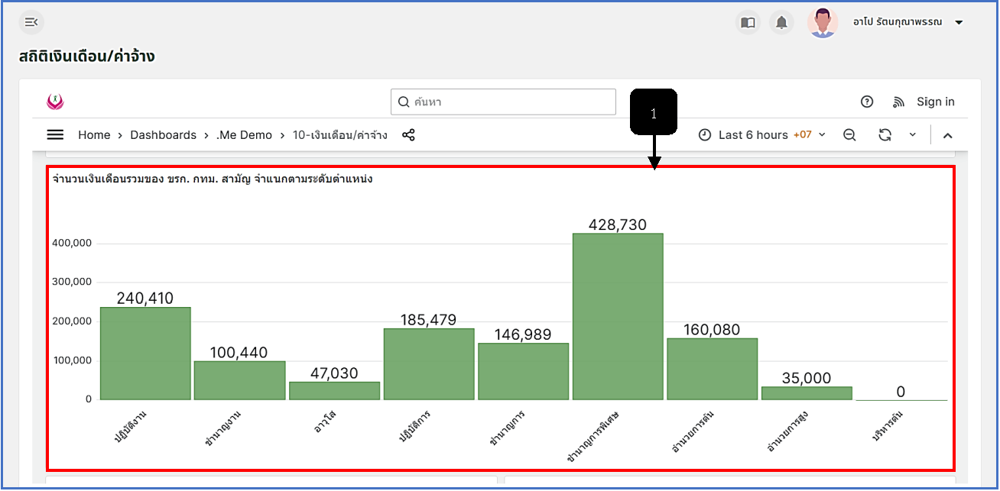 อาโป รัตนกุณาพรรณ
สถิติเงินเดือน/ค่าจ้าง
ค้นหา
1
Sign in
Home › Dashboards › .Me Demo › 10-เงินเดือน/ค่าจ้าง
Last 6 hours +07
จำนวนเงินเดือนรวมของ ขรก. กทม. สามัญ จำแนกตามระดับตำแหน่ง
428,730
400,000
300,000
240,410
200,000
185,479
146,989
160,080
100,440
100,000
47,030
35,000
0
0
ปฏิบัติงาน
ชำนาญงาน
อาวุโส
ปฏิบัติการ
ชำนาญการ
ชำนาญการพิเศษ
อำนวยการต้น
อำนวยการสูง
บริหารต้น